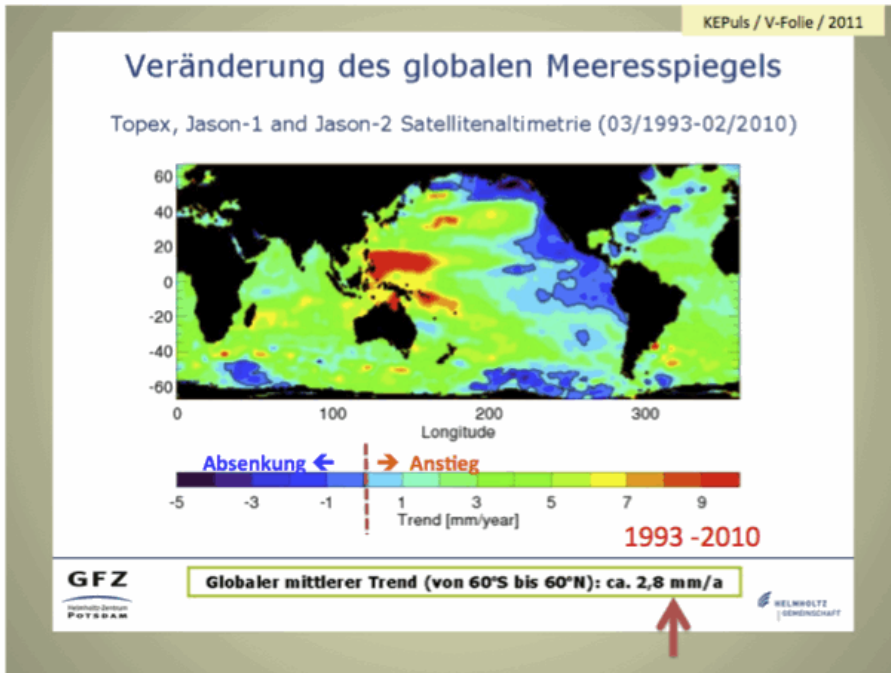 KEPuls / V-Folie / 2011
Veränderung des globalen Meeresspiegels
Topex, Jason-1 and Jason-2 Satellitenaltimetrie (03/1993-02/2010)
60
40
20
0
-20
-40
-60
0 100 200 300
Longitude
Absenkung ← → Anstieg
-5 -3 -1 1 3 5 7 9
Trend [mm/year]
1993 -2010
GFZ
Helmholtz-Zentrum
POTSDAM
Globaler mittlerer Trend (von 60°S bis 60°N): ca. 2,8 mm/a
HELMHOLTZ
GEMEINSCHAFT